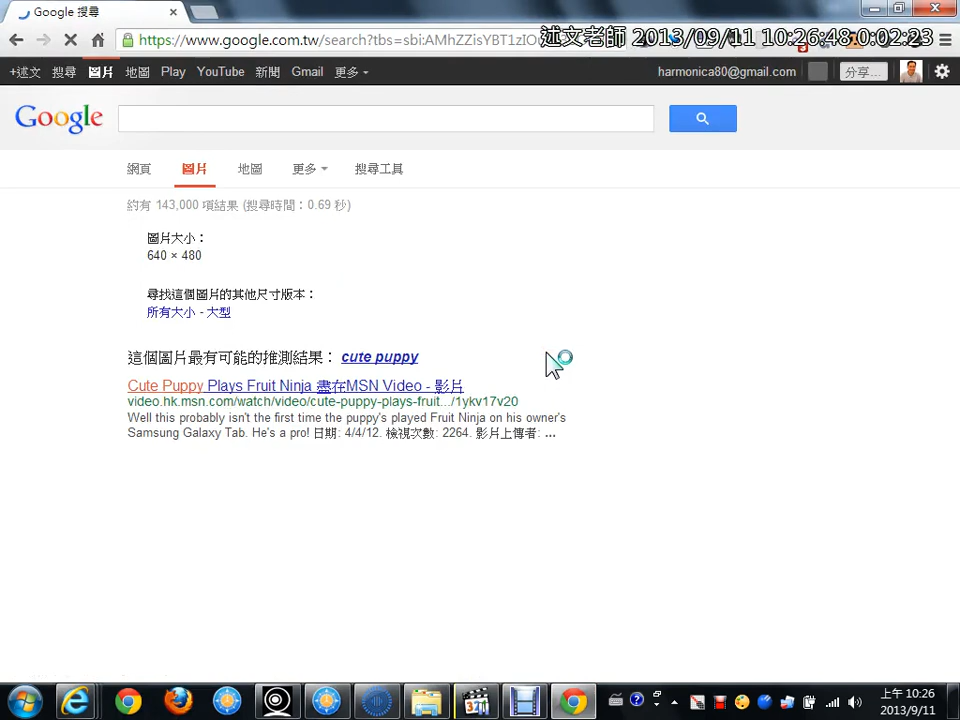 Google 搜尋
https://www.google.com.tw/search?tbs=sbi:AMhZZisYBT1zIO
述文老師 2013/09/11 10:26:48 0:02:23
+述文 搜尋 圖片 地圖 Play YouTube 新聞 Gmail 更多
harmonica80@gmail.com 分享...
Google
網頁 圖片 地圖 更多 搜尋工具
約有 143,000 項結果 (搜尋時間：0.69 秒)
圖片大小：
640 × 480
尋找這個圖片的其他尺寸版本：
所有大小 - 大型
這個圖片最有可能的推測結果： cute puppy
Cute Puppy Plays Fruit Ninja 盡在MSN Video - 影片
video.hk.msn.com/watch/video/cute-puppy-plays-fruit.../1ykv17v20
Well this probably isn't the first time the puppy's played Fruit Ninja on his owner's
Samsung Galaxy Tab. He's a pro! 日期: 4/4/12. 檢視次數: 2264. 影片上傳者: ...
321
上午 10:26
2013/9/11